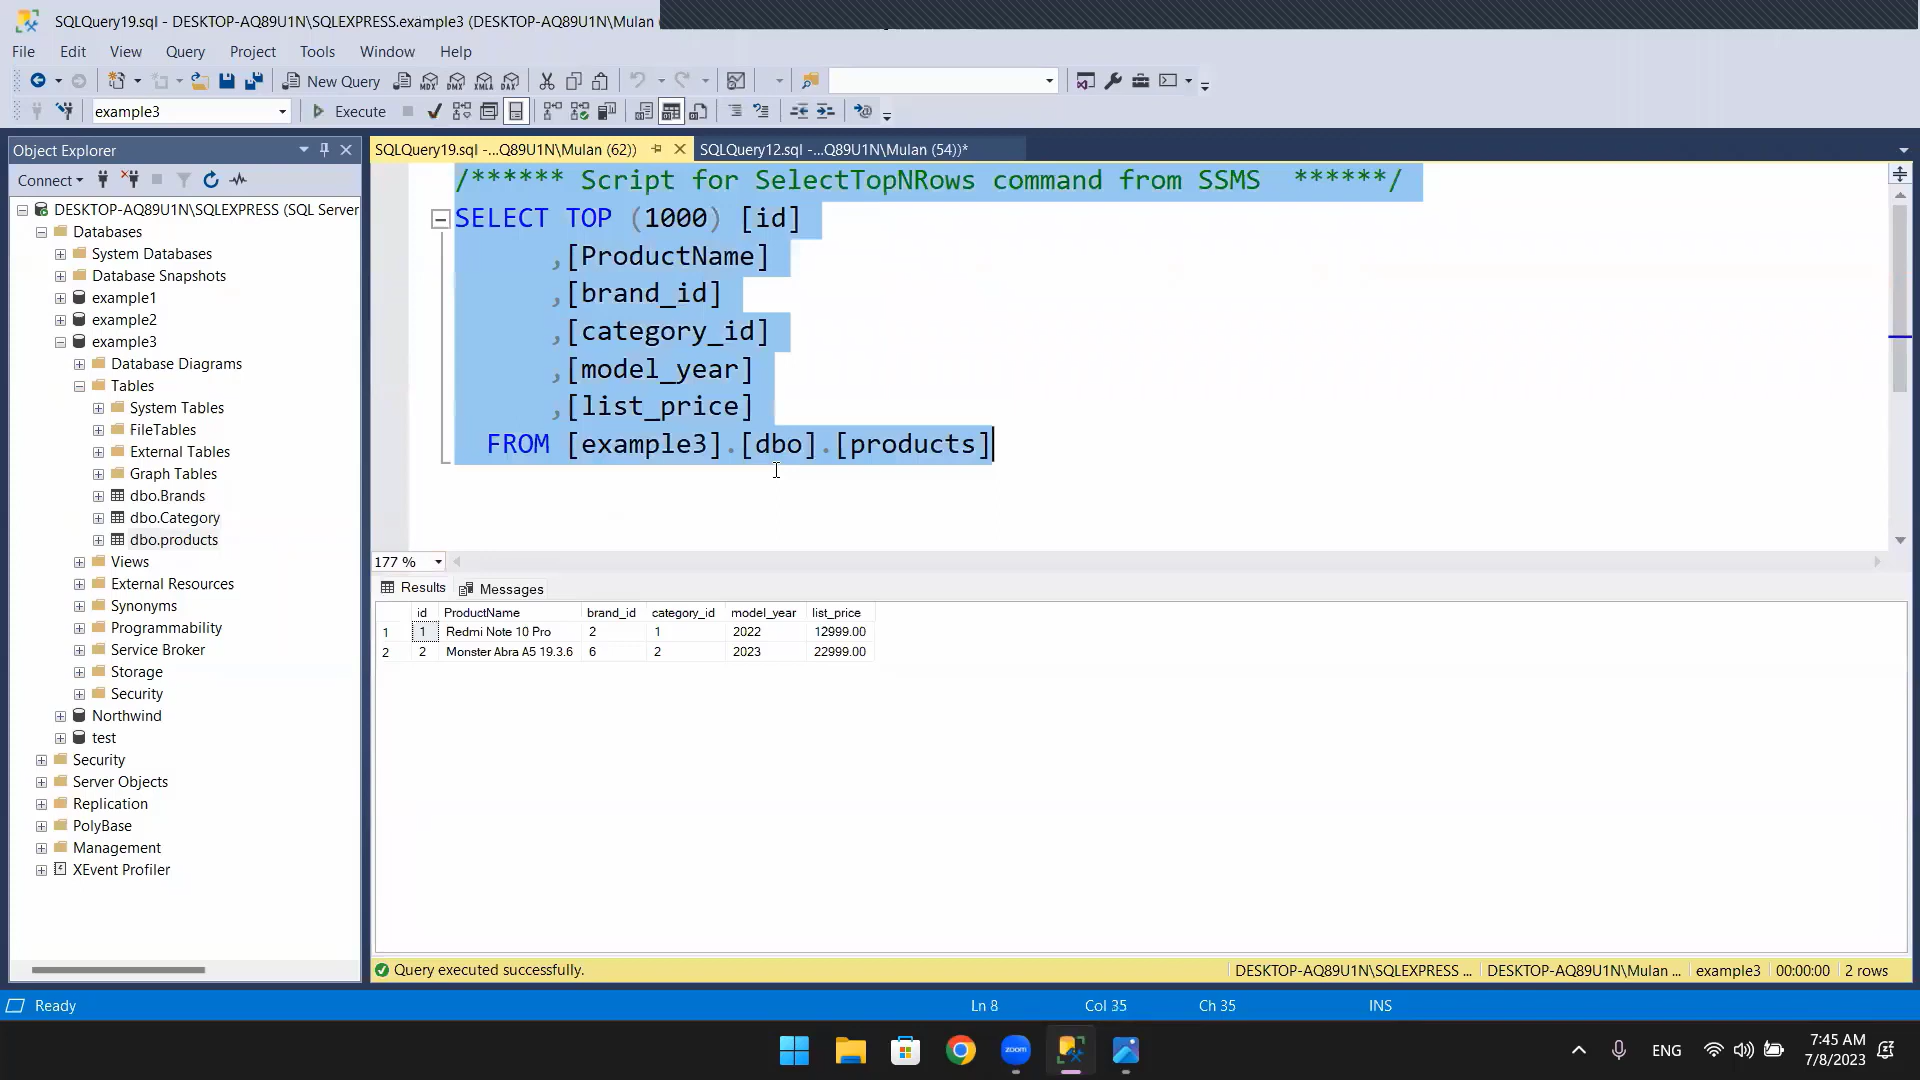 SQLQuery19.sql - DESKTOP-AQ89U1N\SQLEXPRESS.example3 (DESKTOP-AQ89U1N\Mulan
File Edit View Query Project Tools Window Help
New Query
MDX DMX XMLA DAX
example3 Execute
Object Explorer
Connect
DESKTOP-AQ89U1N\SQLEXPRESS (SQL Server
Databases
System Databases
Database Snapshots
example1
example2
example3
Database Diagrams
Tables
System Tables
FileTables
External Tables
Graph Tables
dbo.Brands
dbo.Category
dbo.products
Views
External Resources
Synonyms
Programmability
Service Broker
Storage
Security
Northwind
test
Security
Server Objects
Replication
PolyBase
Management
XEvent Profiler
SQLQuery19.sql -...Q89U1N\Mulan (62)) SQLQuery12.sql -...Q89U1N\Mulan (54))*
/****** Script for SelectTopNRows command from SSMS ******/
SELECT TOP (1000) [id]
,[ProductName]
,[brand_id]
,[category_id]
,[model_year]
,[list_price]
FROM [example3].[dbo].[products]
177 %
Results Messages
id ProductName brand_id category_id model_year list_price
1 1 Redmi Note 10 Pro 2 1 2022 12999.00
2 2 Monster Abra A5 19.3.6 6 2 2023 22999.00
Query executed successfully. DESKTOP-AQ89U1N\SQLEXPRESS ... DESKTOP-AQ89U1N\Mulan ... example3 00:00:00 2 rows
Ready Ln 8 Col 35 Ch 35 INS
zoom
ENG
7:45 AM
7/8/2023